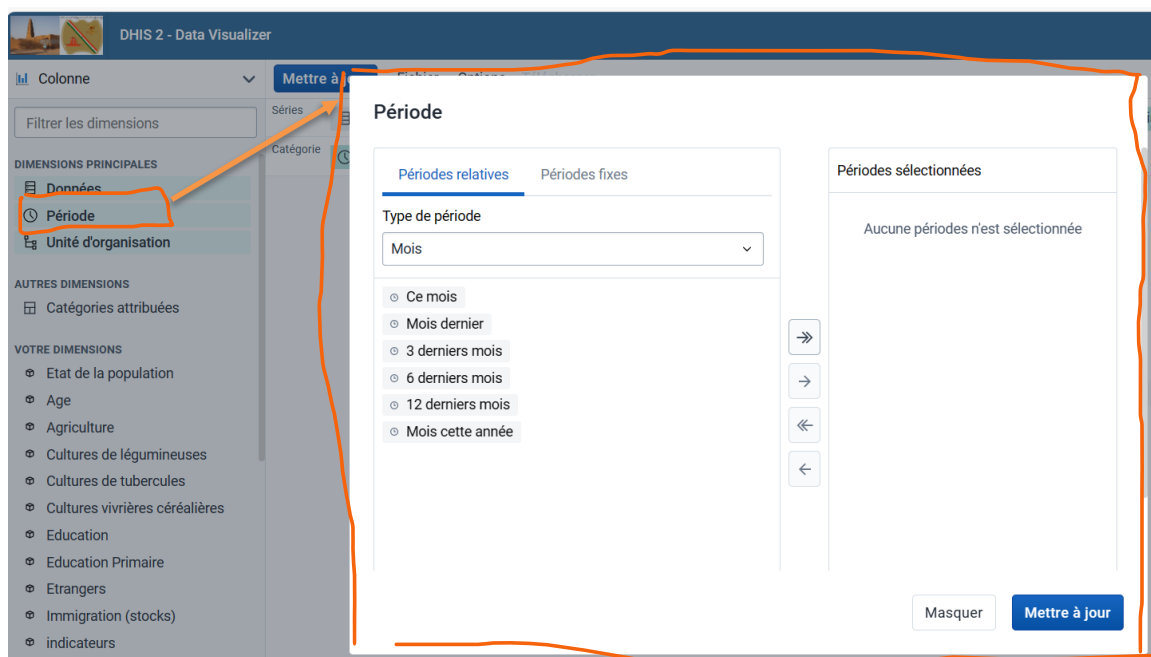 DHIS 2 - Data Visualizer
Colonne
Mettre à jour
Fichier Options
Filtrer les dimensions
Séries
Catégorie
DIMENSIONS PRINCIPALES
Données
Période
Unité d'organisation
AUTRES DIMENSIONS
Catégories attribuées
VOTRE DIMENSIONS
Etat de la population
Age
Agriculture
Cultures de légumineuses
Cultures de tubercules
Cultures vivrières céréalières
Education
Education Primaire
Etrangers
Immigration (stocks)
indicateurs
Période
Périodes relatives Périodes fixes
Type de période
Mois
Ce mois
Mois dernier
3 derniers mois
6 derniers mois
12 derniers mois
Mois cette année
Périodes sélectionnées
Aucune périodes n'est sélectionnée
Masquer Mettre à jour